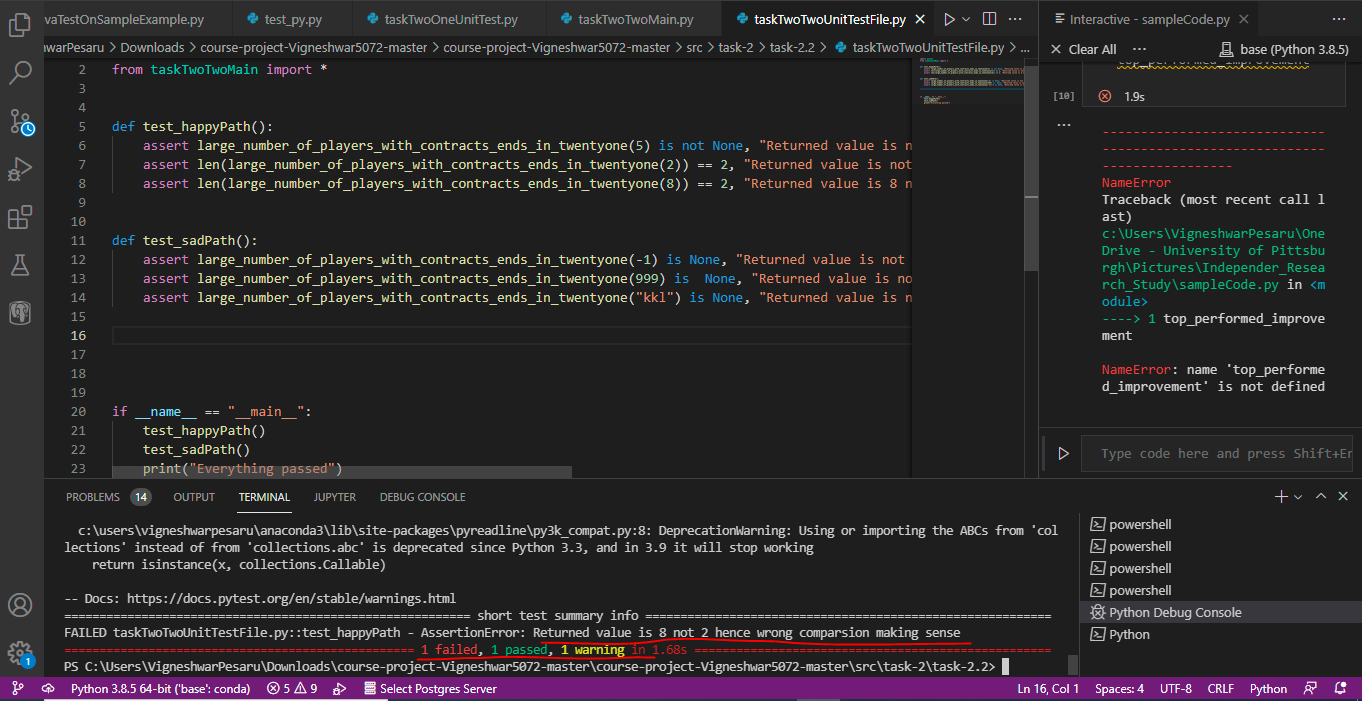 vaTestOnSampleExample.py test_py.py taskTwoOneUnitTest.py taskTwoTwoMain.py taskTwoTwoUnitTestFile.py
hwarPesaru > Downloads > course-project-Vigneshwar5072-master > course-project-Vigneshwar5072-master > src > task-2 > task-2.2 > taskTwoTwoUnitTestFile.py > ...
2 from taskTwoTwoMain import *
3
4
5 def test_happyPath():
6 assert large_number_of_players_with_contracts_ends_in_twentyone(5) is not None, "Returned value is n
7 assert len(large_number_of_players_with_contracts_ends_in_twentyone(2)) == 2, "Returned value is not
8 assert len(large_number_of_players_with_contracts_ends_in_twentyone(8)) == 2, "Returned value is 8 n
9
10
11 def test_sadPath():
12 assert large_number_of_players_with_contracts_ends_in_twentyone(-1) is None, "Returned value is not
13 assert large_number_of_players_with_contracts_ends_in_twentyone(999) is  None, "Returned value is no
14 assert large_number_of_players_with_contracts_ends_in_twentyone("kkl") is None, "Returned value is n
15
16
17
18
19
20 if __name__ == "__main__":
21 test_happyPath()
22 test_sadPath()
23 print("Everything passed")
Interactive - sampleCode.py
Clear All ... base (Python 3.8.5)
top_performed_improvement
[10] 1.9s
...
-----------------------------
-----------------------------
-----------------
NameError
Traceback (most recent call l
ast)
c:\Users\VigneshwarPesaru\One
Drive - University of Pittsbu
rgh\Pictures\Independer_Resea
rch_Study\sampleCode.py in <m
odule>
----> 1 top_performed_improve
ment
NameError: name 'top_performe
d_improvement' is not defined
Type code here and press Shift+Er
PROBLEMS 14 OUTPUT TERMINAL JUPYTER DEBUG CONSOLE
c:\users\vigneshwarpesaru\anaconda3\lib\site-packages\pyreadline\py3k_compat.py:8: DeprecationWarning: Using or importing the ABCs from 'col
lections' instead of from 'collections.abc' is deprecated since Python 3.3, and in 3.9 it will stop working
return isinstance(x, collections.Callable)
-- Docs: https://docs.pytest.org/en/stable/warnings.html
===================================================== short test summary info =====================================================
FAILED taskTwoTwoUnitTestFile.py::test_happyPath - AssertionError: Returned value is 8 not 2 hence wrong comparsion making sense
============================================== 1 failed, 1 passed, 1 warning in 1.68s ==============================================
PS C:\Users\VigneshwarPesaru\Downloads\course-project-Vigneshwar5072-master\course-project-Vigneshwar5072-master\src\task-2\task-2.2>
powershell
powershell
powershell
powershell
Python Debug Console
Python
1
Python 3.8.5 64-bit ('base': conda) 5 9 Select Postgres Server Ln 16, Col 1 Spaces: 4 UTF-8 CRLF Python